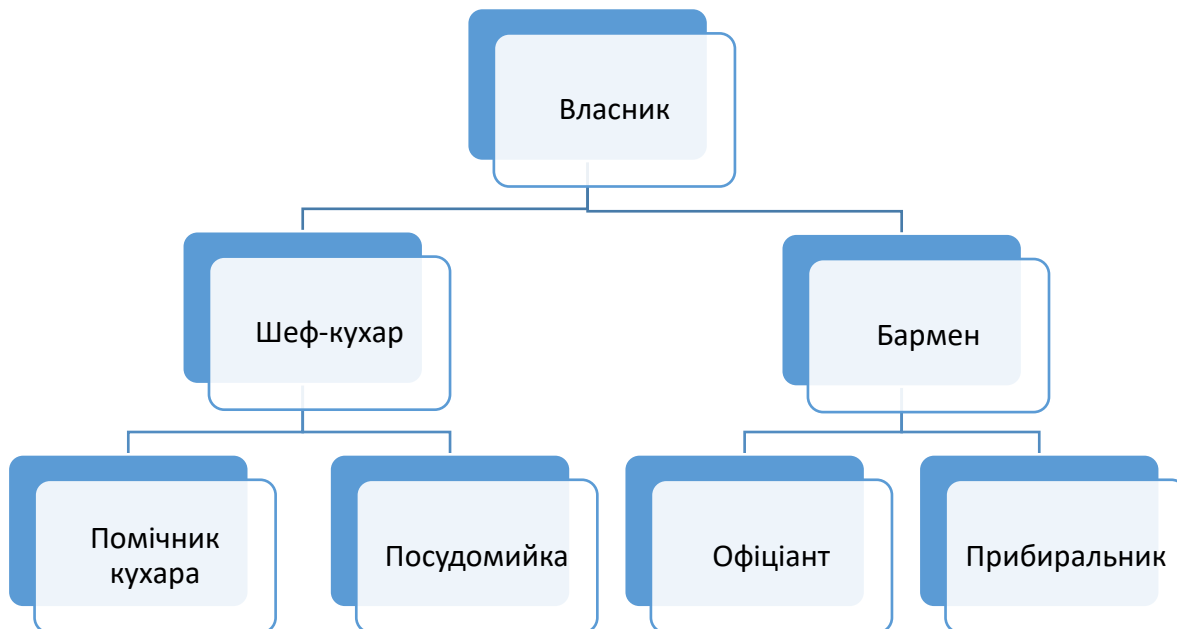 Власник
Шеф-кухар
Бармен
Помічник
кухара
Посудомийка
Офіціант
Прибиральник